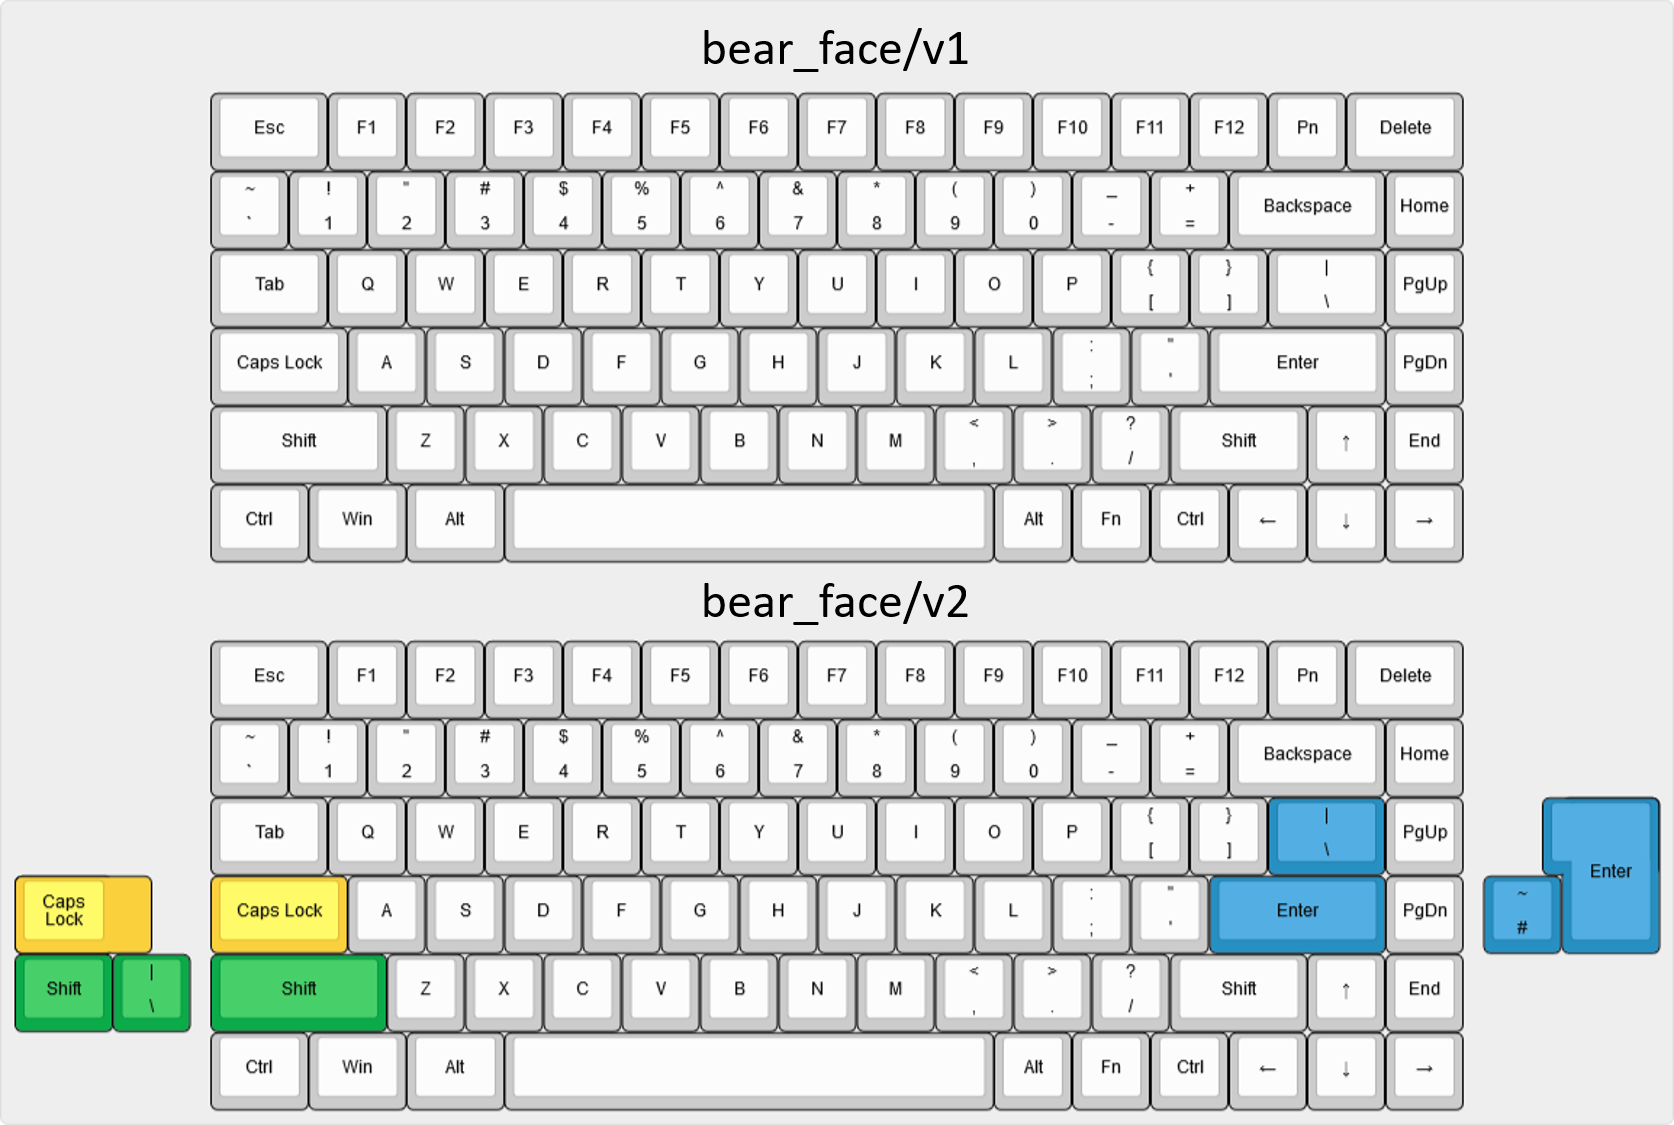 bear_face/v1
Esc F1 F2 F3 F4 F5 F6 F7 F8 F9 F10 F11 F12 Pn Delete
~ ! " # $ % ^ & * ( ) _ +
` 1 2 3 4 5 6 7 8 9 0 - = Backspace Home
Tab Q W E R T Y U I O P { } | PgUp
[ ] \
Caps Lock A S D F G H J K L : " Enter PgDn
; '
Shift Z X C V B N M < > ? Shift ↑ End
, . /
Ctrl Win Alt Alt Fn Ctrl ← ↓ →
bear_face/v2
Esc F1 F2 F3 F4 F5 F6 F7 F8 F9 F10 F11 F12 Pn Delete
~ ! " # $ % ^ & * ( ) _ +
` 1 2 3 4 5 6 7 8 9 0 - = Backspace Home
Tab Q W E R T Y U I O P { } | PgUp
[ ] \
Enter
Caps
Lock
Caps Lock A S D F G H J K L : " Enter PgDn
; '
~
#
Shift | Shift Z X C V B N M < > ? Shift ↑ End
\ , . /
Ctrl Win Alt Alt Fn Ctrl ← ↓ →